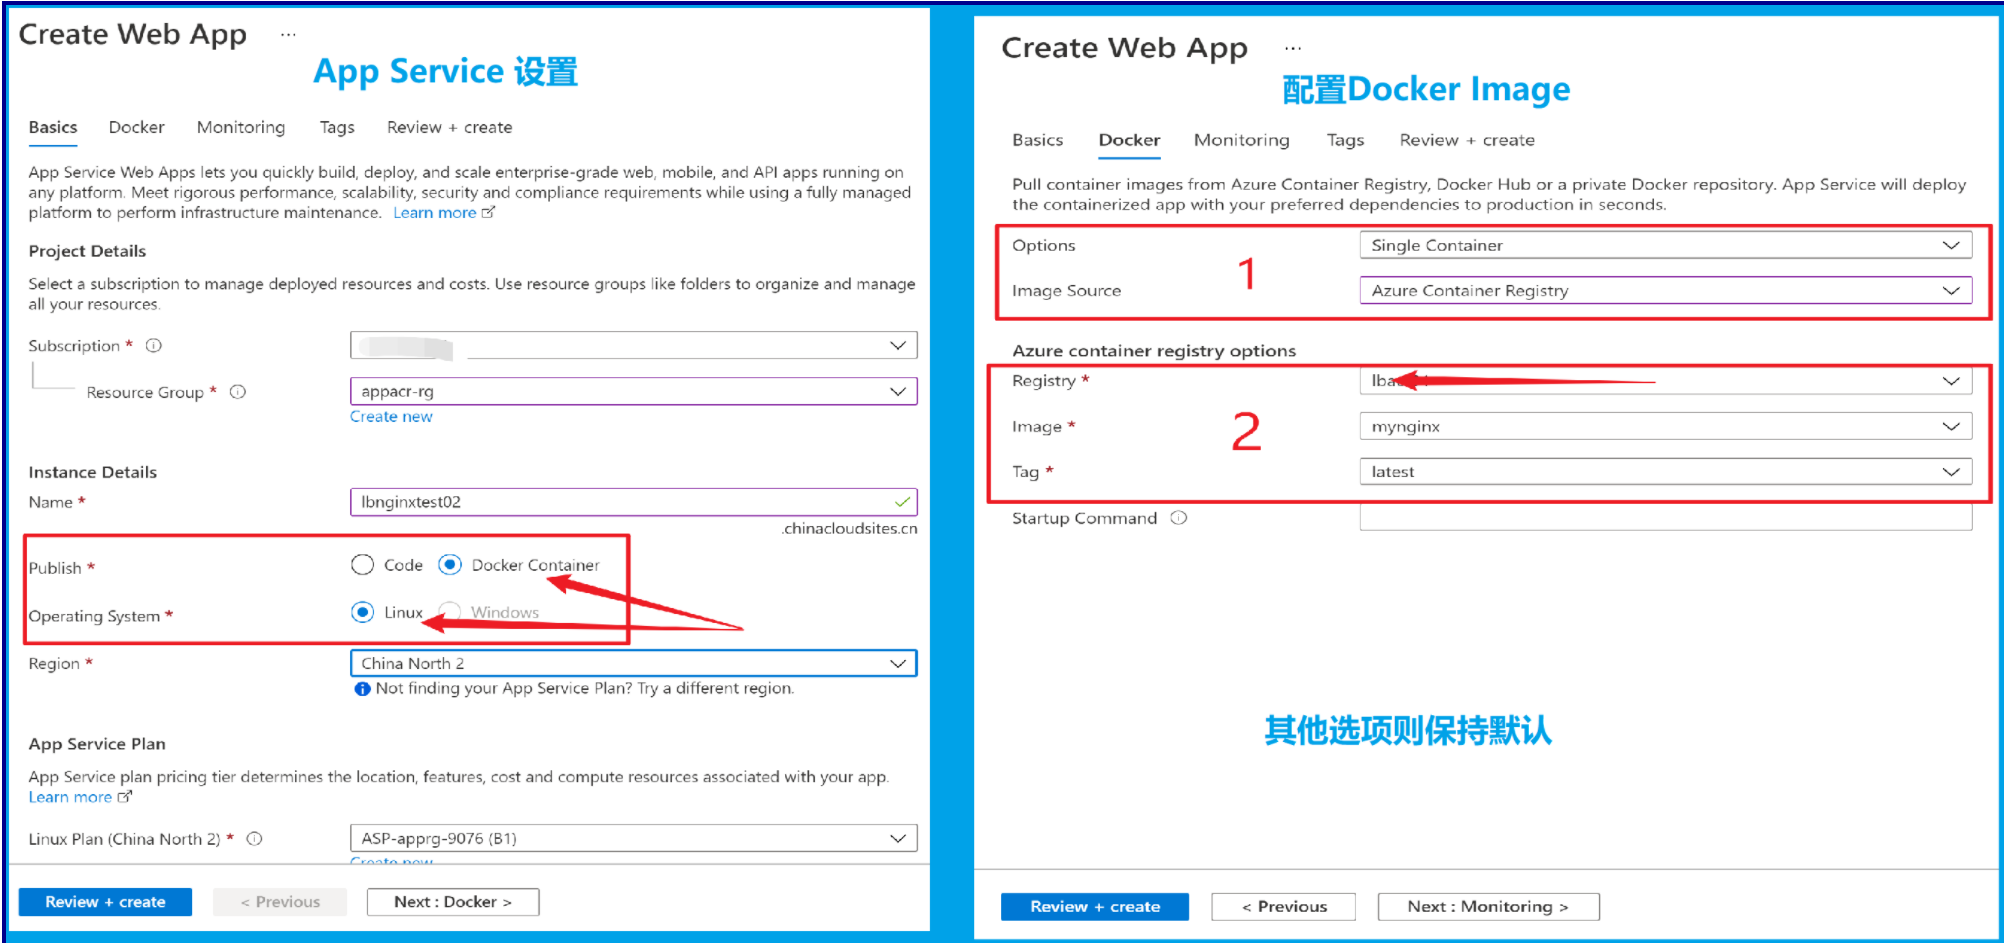 Create Web App ...
App Service 设置
Basics Docker Monitoring Tags Review + create
App Service Web Apps lets you quickly build, deploy, and scale enterprise-grade web, mobile, and API apps running on
any platform. Meet rigorous performance, scalability, security and compliance requirements while using a fully managed
platform to perform infrastructure maintenance. Learn more
Project Details
Select a subscription to manage deployed resources and costs. Use resource groups like folders to organize and manage
all your resources.
Subscription *
Resource Group * appacr-rg
Create new
Instance Details
Name * lbnginxtest02
.chinacloudsites.cn
Publish * Code Docker Container
Operating System * Linux Windows
Region * China North 2
Not finding your App Service Plan? Try a different region.
App Service Plan
App Service plan pricing tier determines the location, features, cost and compute resources associated with your app.
Learn more
Linux Plan (China North 2) * ASP-apprg-9076 (B1)
Create new
Review + create < Previous Next : Docker >
Create Web App ...
配置Docker Image
Basics Docker Monitoring Tags Review + create
Pull container images from Azure Container Registry, Docker Hub or a private Docker repository. App Service will deploy
the containerized app with your preferred dependencies to production in seconds.
Options Single Container
1
Image Source Azure Container Registry
Azure container registry options
Registry *
2
Image * mynginx
Tag * latest
Startup Command
其他选项则保持默认
Review + create < Previous Next : Monitoring >